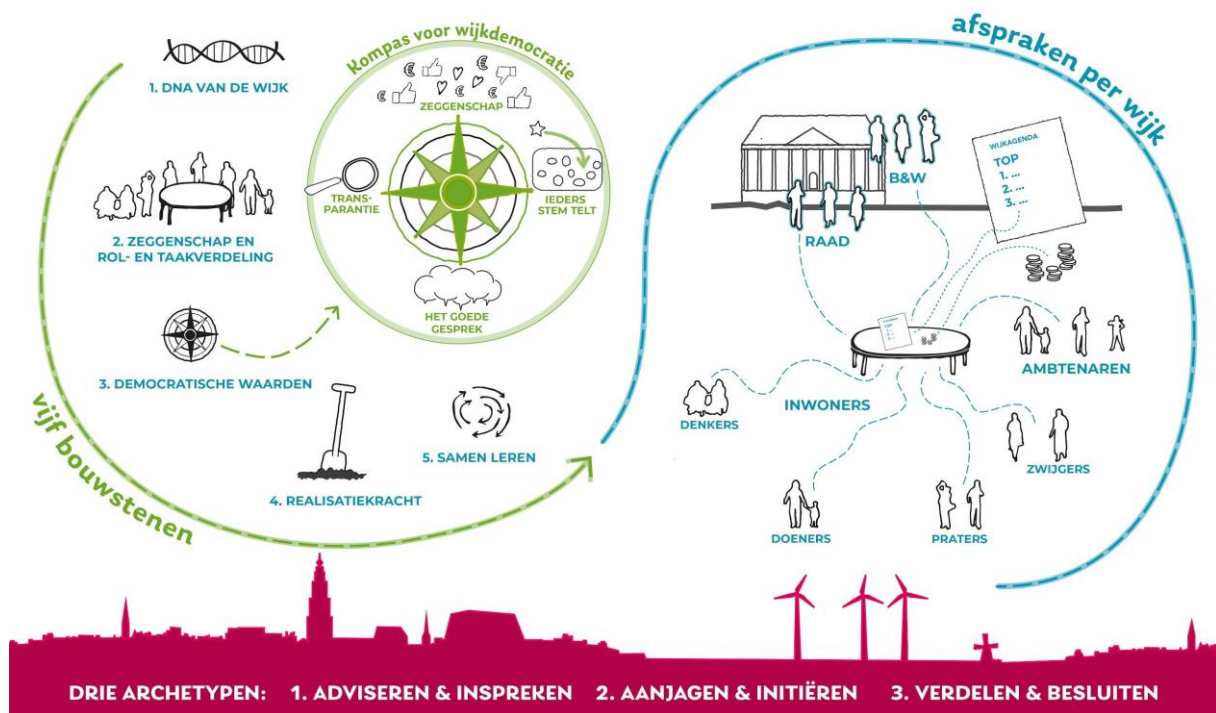 1. DNA VAN DE WIJK
2. ZEGGENSCHAP EN
ROL- EN TAAKVERDELING
3. DEMOCRATISCHE WAARDEN
4. REALISATIEKRACHT
5. SAMEN LEREN
vijf bouwstenen
Kompas voor wijkdemocratie
ZEGGENSCHAP
TRANS-
PARANTIE
IEDERS
STEM TELT
HET GOEDE
GESPREK
afspraken per wijk
B&W
RAAD
WIJKAGENDA
TOP
1. ...
2. ...
3. ...
AMBTENAREN
INWONERS
DENKERS
ZWIJGERS
DOENERS
PRATERS
DRIE ARCHETYPEN: 1. ADVISEREN & INSPREKEN 2. AANJAGEN & INITIËREN 3. VERDELEN & BESLUITEN